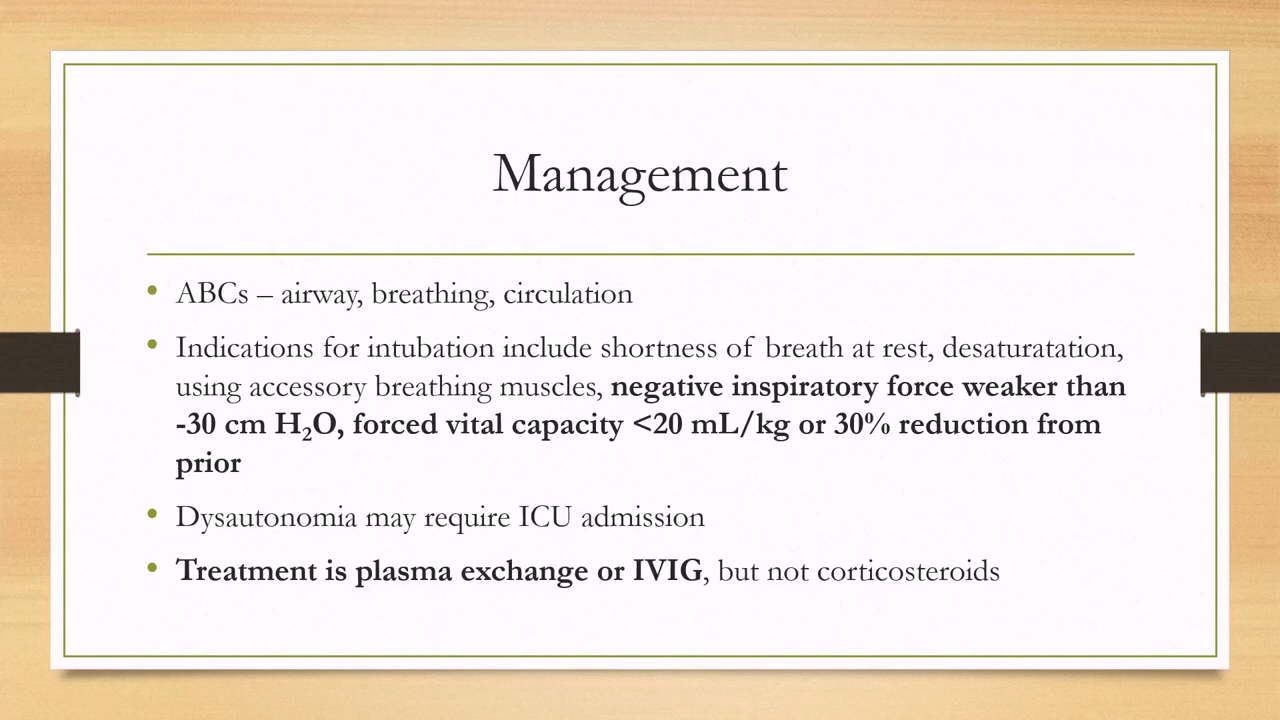 Management
• ABCs – airway, breathing, circulation
• Indications for intubation include shortness of breath at rest, desaturatation,
using accessory breathing muscles, negative inspiratory force weaker than
-30 cm H₂O, forced vital capacity <20 mL/kg or 30% reduction from
prior
• Dysautonomia may require ICU admission
• Treatment is plasma exchange or IVIG, but not corticosteroids